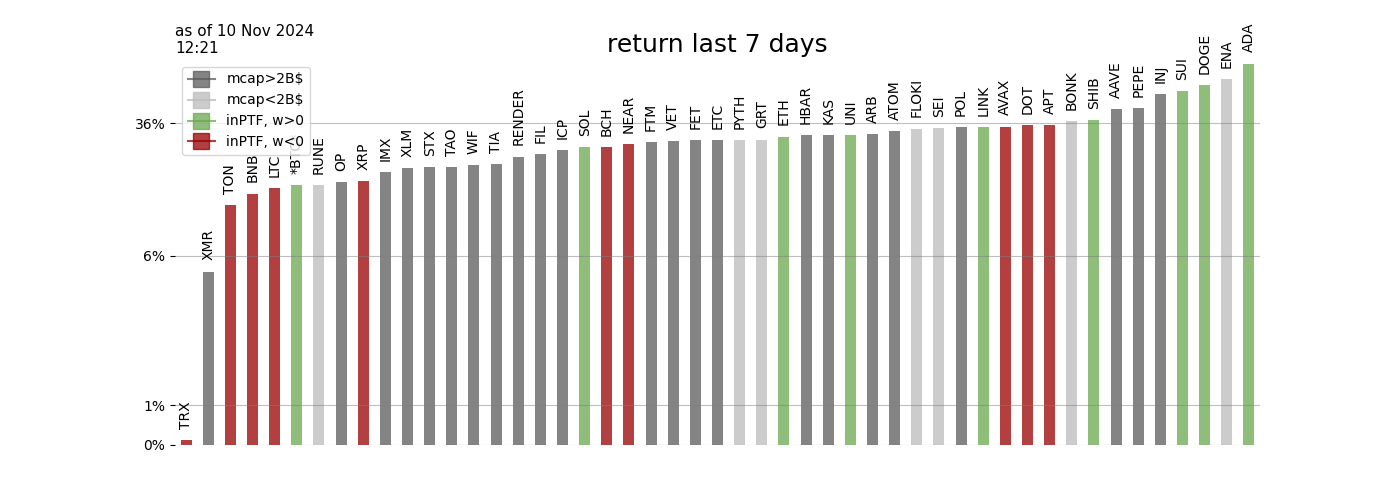 as of 10 Nov 2024
12:21
return last 7 days
mcap>2B$
mcap<2B$
inPTF, w>0
inPTF, w<0
36%
6%
1%
0%
TRX
XMR
TON
BNB
LTC
RUNE
OP
XRP
IMX
XLM
STX
TAO
WIF
TIA
RENDER
FIL
ICP
SOL
BCH
NEAR
FTM
VET
FET
ETC
PYTH
GRT
ETH
HBAR
KAS
UNI
ARB
ATOM
FLOKI
SEI
POL
LINK
AVAX
DOT
APT
BONK
SHIB
AAVE
PEPE
INJ
SUI
DOGE
ENA
ADA